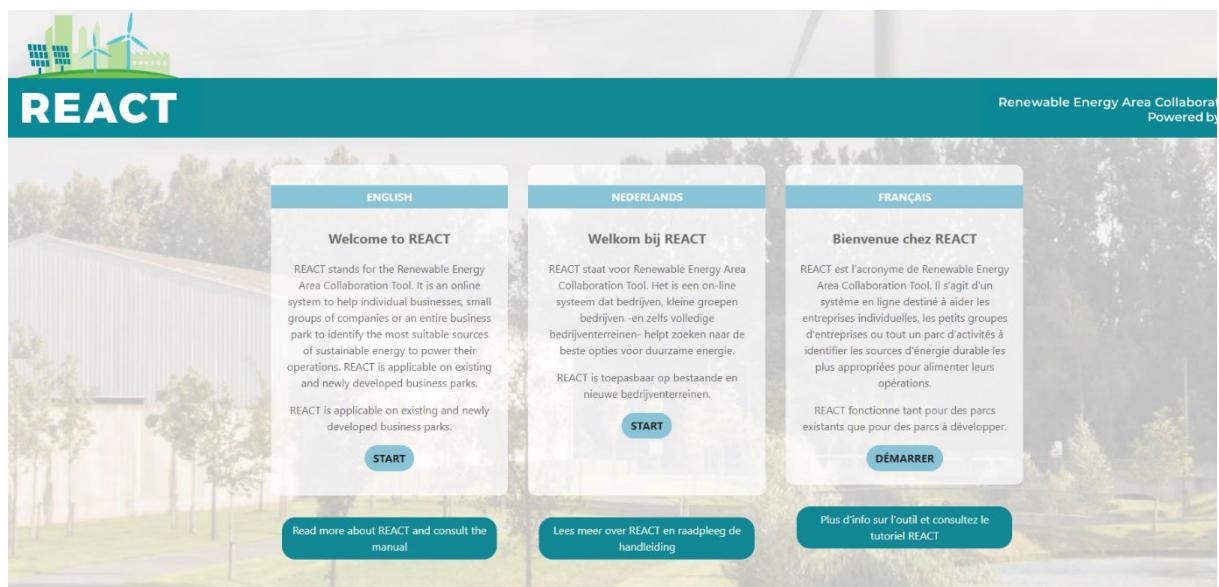 REACT
Renewable Energy Area
Powered by
ENGLISH
Welcome to REACT
REACT stands for the Renewable Energy
Area Collaboration Tool. It is an online
system to help individual businesses, small
groups of companies or an entire business
park to identify the most suitable sources
of sustainable energy to power their
operations. REACT is applicable on existing
and newly developed business parks.
REACT is applicable on existing and newly
developed business parks.
START
Read more about REACT and consult the
manual
NEDERLANDS
Welkom bij REACT
REACT staat voor Renewable Energy Area
Collaboration Tool. Het is een on-line
systeem dat bedrijven, kleine groepen
bedrijven -en zelfs volledige
bedrijventerreinen- helpt zoeken naar de
beste opties voor duurzame energie.
REACT is toepasbaar op bestaande en
nieuwe bedrijventerreinen.
START
Lees meer over REACT en raadpleeg de
handleiding
FRANÇAIS
Bienvenue chez REACT
REACT est l'acronyme de Renewable Energy
Area Collaboration Tool. Il s'agit d'un
système en ligne destiné à aider les
entreprises individuelles, les petits groupes
d'entreprises ou tout un parc d'activités à
identifier les sources d'énergie durable les
plus appropriées pour alimenter leurs
opérations.
REACT fonctionne tant pour des parcs
existants que pour des parcs à développer.
DÉMARRER
Plus d'info sur l'outil et consultez le
tutoriel REACT